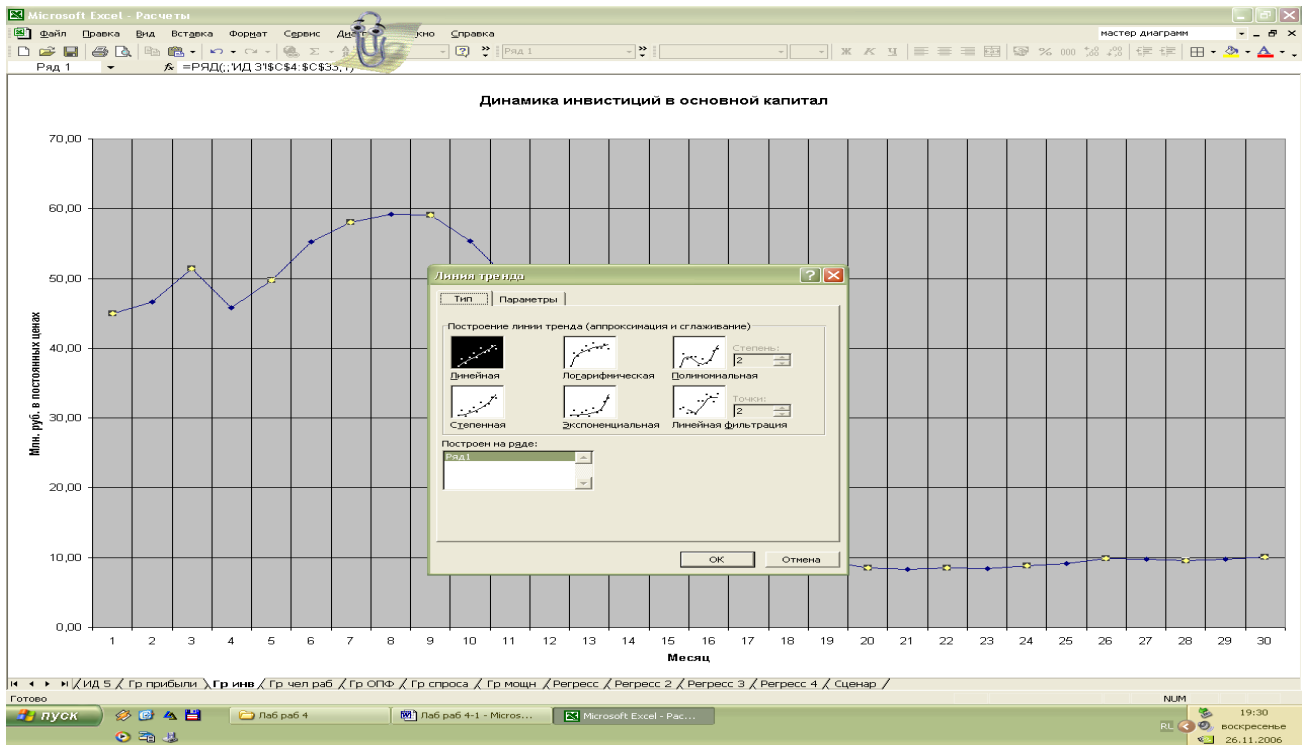 Microsoft Excel - Расчеты
Файл Правка Вид Вставка Формат Сервис Справка мастер диаграмм
Ряд 1 Ж К Ч % 000
Ряд 1 fx =РЯД(;;'ИД 3'!$C$4:$C$33;1)
Динамика инвистиций в основной капитал
70,00
60,00
50,00
40,00
30,00
20,00
10,00
0,00
Млн. руб. в постоянных ценах
1 2 3 4 5 6 7 8 9 10 11 12 13 14 15 16 17 18 19 20 21 22 23 24 25 26 27 28 29 30
Месяц
Линия тренда
Тип Параметры
Построение линии тренда (аппроксимация и сглаживание)
Степень:
2
Линейная Логарифмическая Полиномиальная
Точки:
2
Степенная Экспоненциальная Линейная фильтрация
Построен на ряде:
Ряд1
ОК Отмена
ИД 5 Гр прибыли Гр инв Гр чел раб Гр ОПФ Гр спроса Гр мощн Регресс Регресс 2 Регресс 3 Регресс 4 Сценар
Готово NUM
пуск Лаб раб 4 Лаб раб 4-1 - Micros... Microsoft Excel - Рас... RL 19:30
воскресенье
26.11.2006